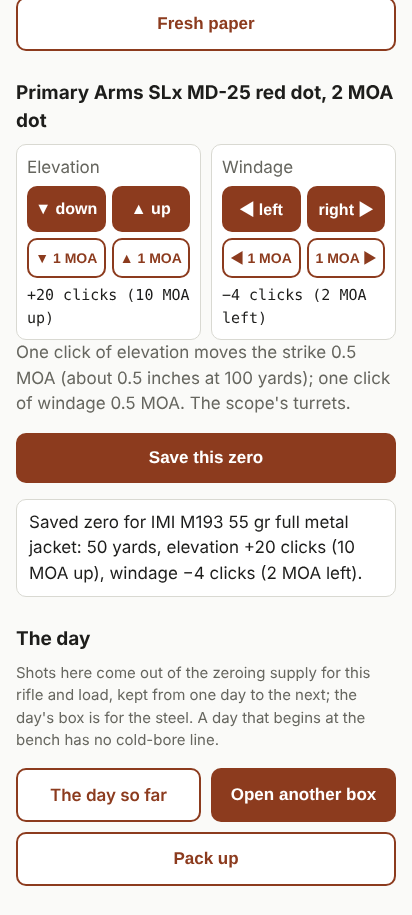 Fresh paper
Primary Arms SLx MD-25 red dot, 2 MOA
dot
Elevation
▼ down
▲ up
▼ 1 MOA
▲ 1 MOA
+20 clicks (10 MOA
up)
Windage
◀ left
right ▶
◀ 1 MOA
1 MOA ▶
−4 clicks (2 MOA
left)
One click of elevation moves the strike 0.5
MOA (about 0.5 inches at 100 yards); one click
of windage 0.5 MOA. The scope's turrets.
Save this zero
Saved zero for IMI M193 55 gr full metal
jacket: 50 yards, elevation +20 clicks (10
MOA up), windage −4 clicks (2 MOA left).
The day
Shots here come out of the zeroing supply for this
rifle and load, kept from one day to the next; the
day's box is for the steel. A day that begins at the
bench has no cold-bore line.
The day so far
Open another box
Pack up